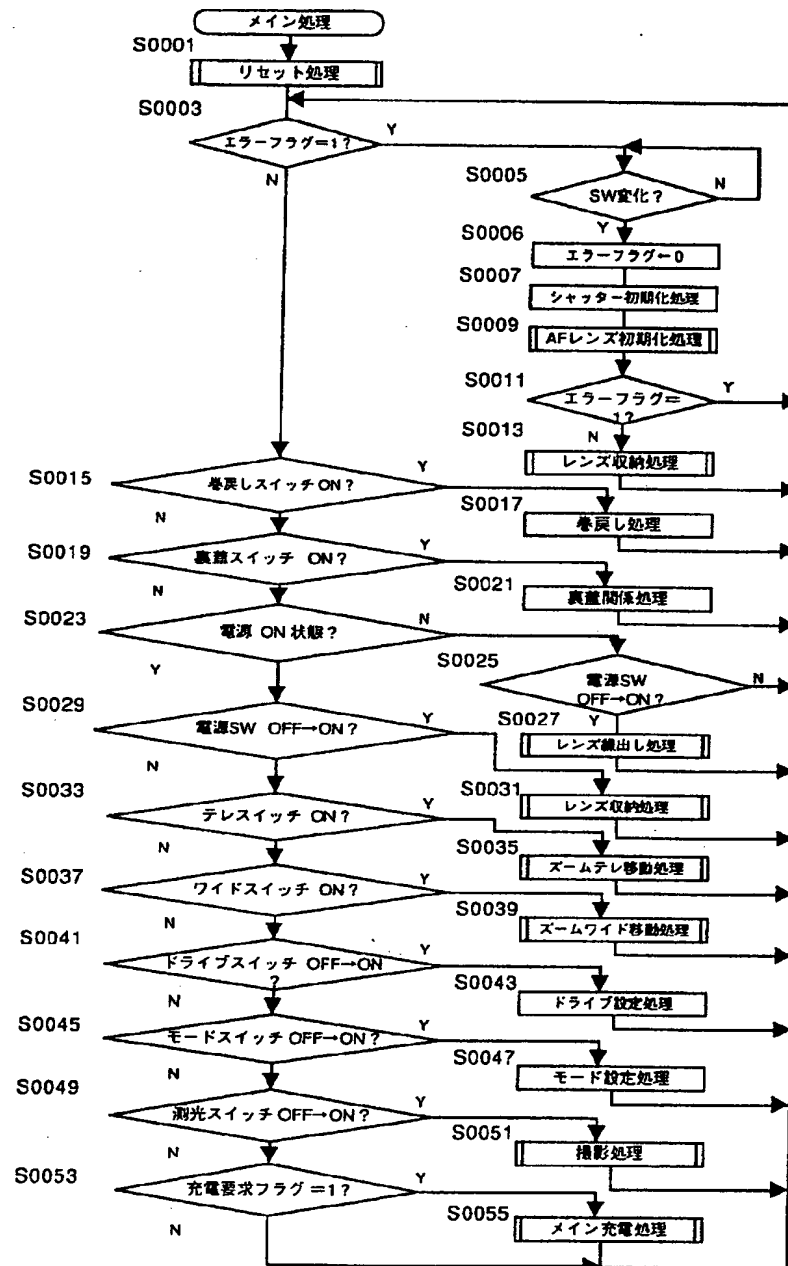 メイン処理
S0001
リセット処理
S0003
エラーフラグ=1?
Y
N
S0005
SW変化?
N
Y
S0006
エラーフラグ←0
S0007
シャッター初期化処理
S0009
AFレンズ初期化処理
S0011
エラーフラグ=
1?
Y
N
S0013
レンズ収納処理
S0015
巻戻しスイッチON?
Y
N
S0017
巻戻し処理
S0019
裏蓋スイッチ ON?
Y
N
S0021
裏蓋関係処理
S0023
電源 ON 状態?
N
Y
S0025
電源SW
OFF→ON?
N
Y
S0027
レンズ繰出し処理
S0029
電源SW OFF→ON?
Y
N
S0031
レンズ収納処理
S0033
テレスイッチ ON?
Y
N
S0035
ズームテレ移動処理
S0037
ワイドスイッチ ON?
Y
N
S0039
ズームワイド移動処理
S0041
ドライブスイッチ OFF→ON
?
Y
N
S0043
ドライブ設定処理
S0045
モードスイッチ OFF→ON?
Y
N
S0047
モード設定処理
S0049
測光スイッチOFF→ON?
Y
N
S0051
撮影処理
S0053
充電要求フラグ=1?
Y
N
S0055
メイン充電処理